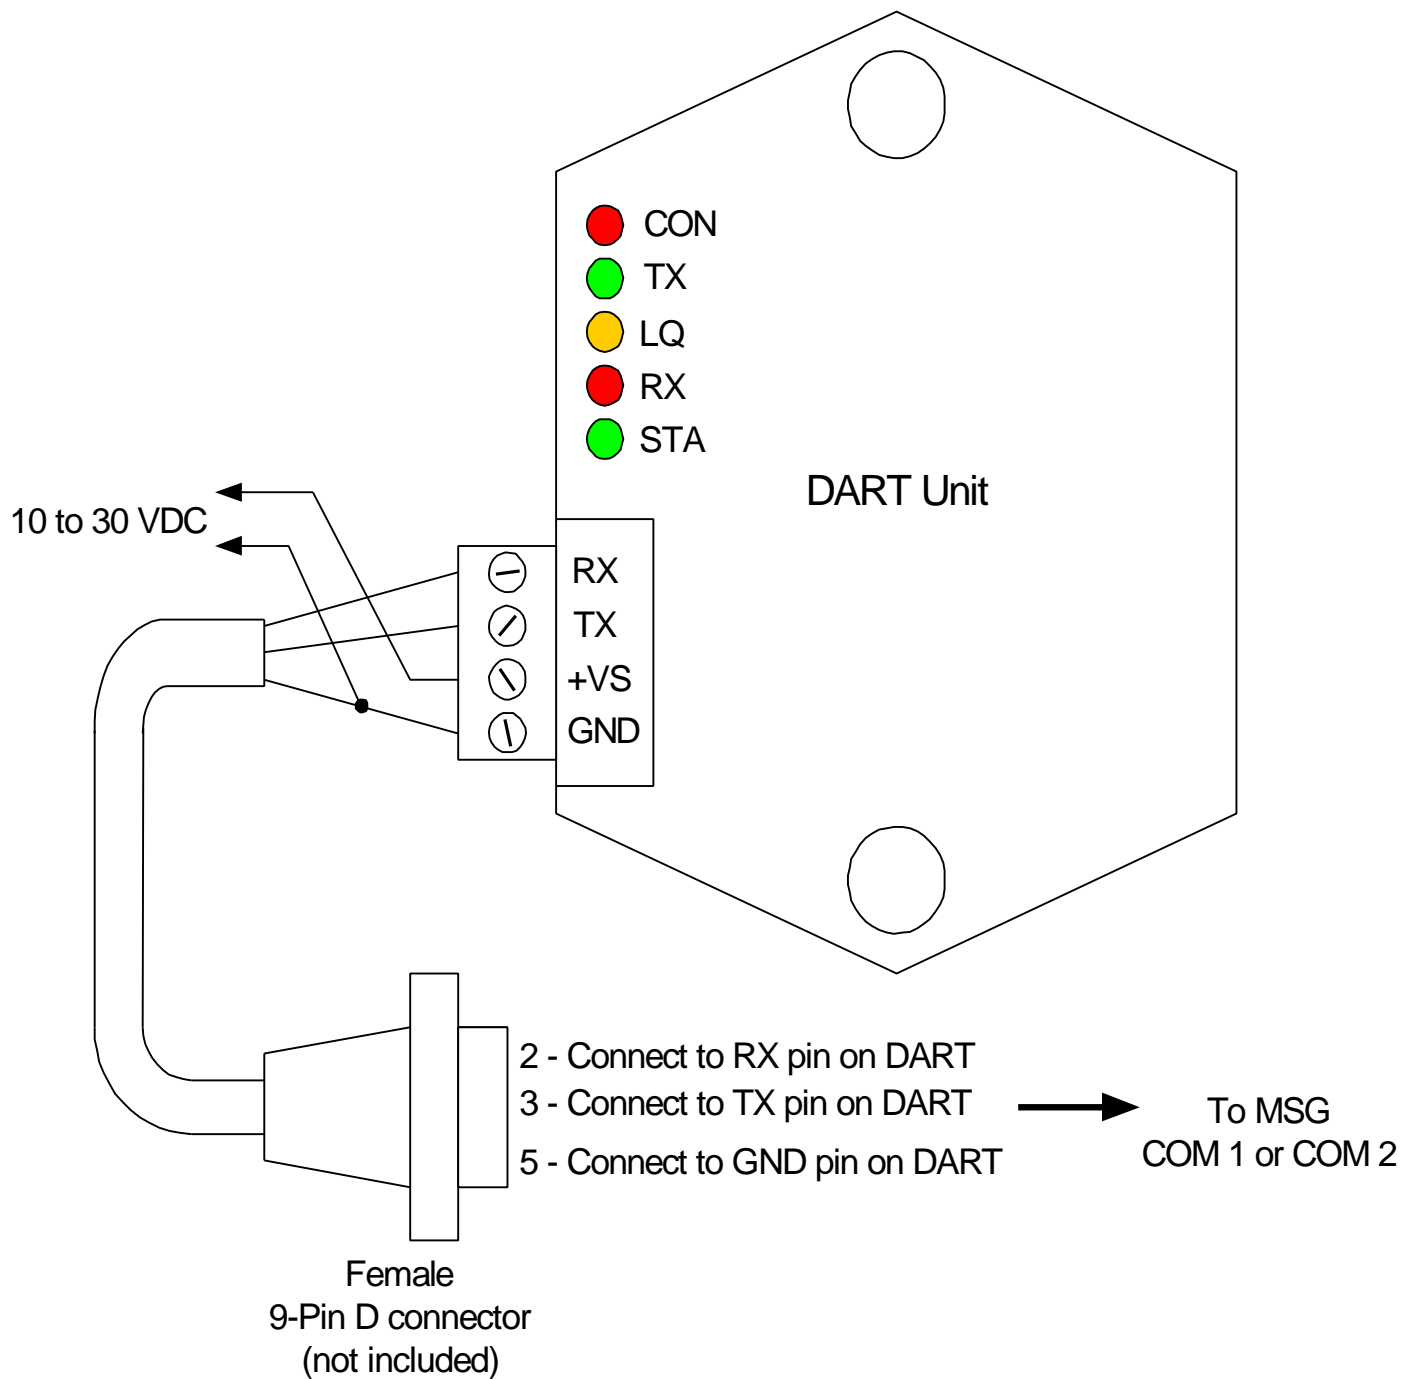 CON
TX
LQ
RX
STA
DART Unit
10 to 30 VDC
RX
TX
+VS
GND
2 - Connect to RX pin on DART
3 - Connect to TX pin on DART
5 - Connect to GND pin on DART
To MSG
COM 1 or COM 2
Female
9-Pin D connector
(not included)